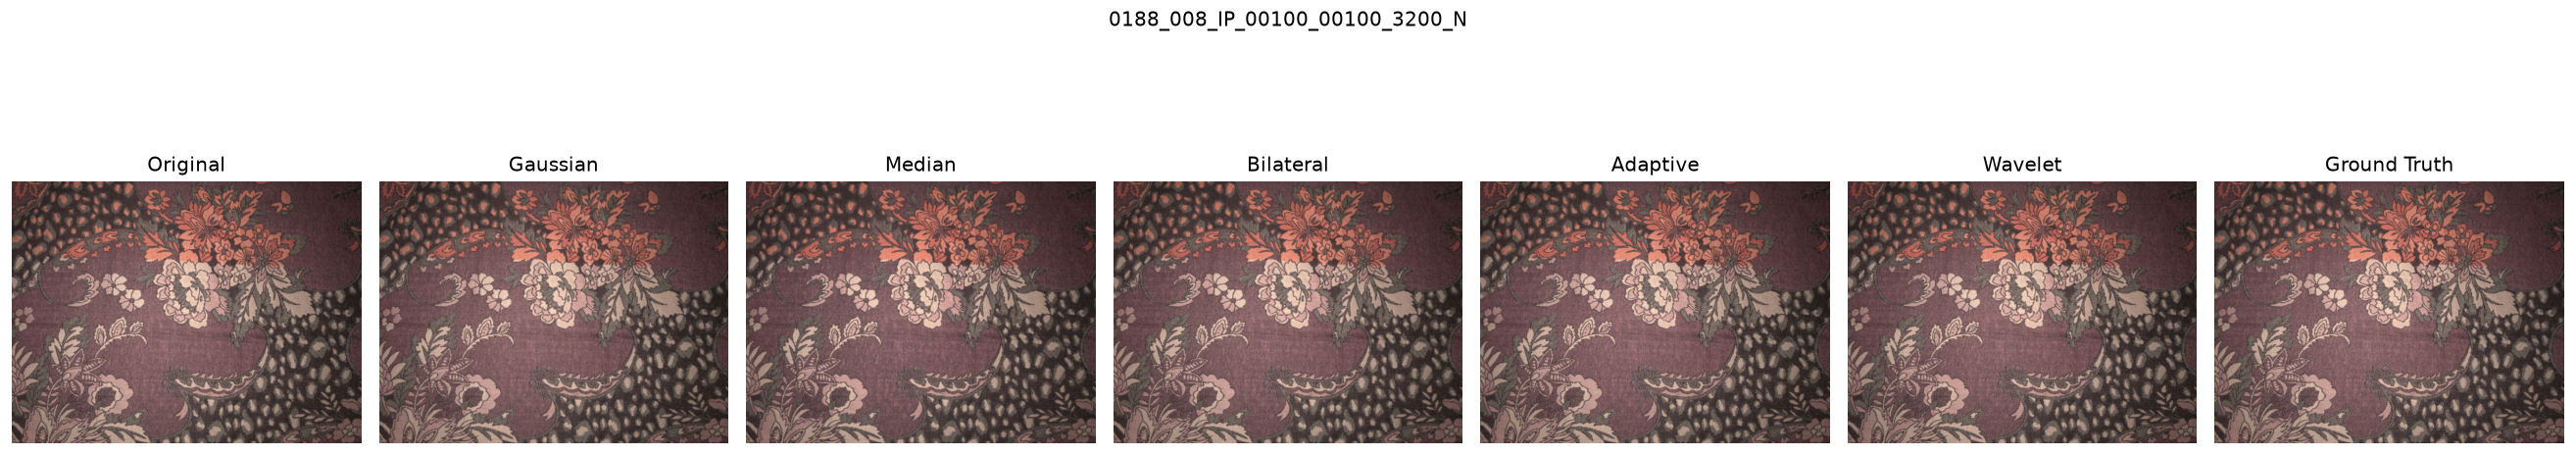 0188_008_IP_00100_00100_3200_N
Original
Gaussian
Median
Bilateral
Adaptive
Wavelet
Ground Truth